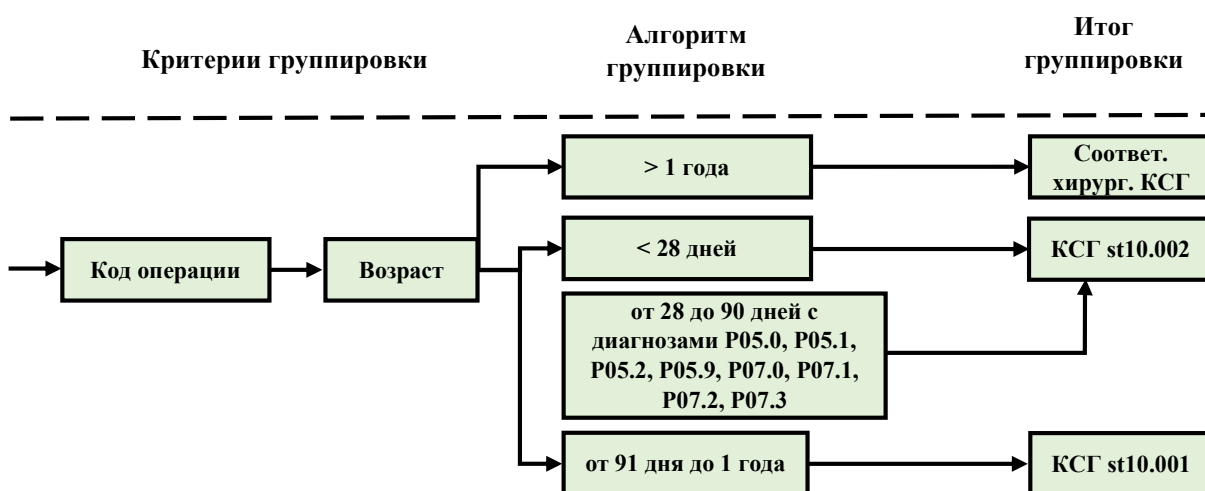 Критерии группировки
Алгоритм
группировки
Итог
группировки
> 1 года
Соответ.
хирург. КСГ
Код операции
Возраст
< 28 дней
КСГ st10.002
от 28 до 90 дней с
диагнозами P05.0, P05.1,
P05.2, P05.9, P07.0, P07.1,
P07.2, P07.3
от 91 дня до 1 года
КСГ st10.001